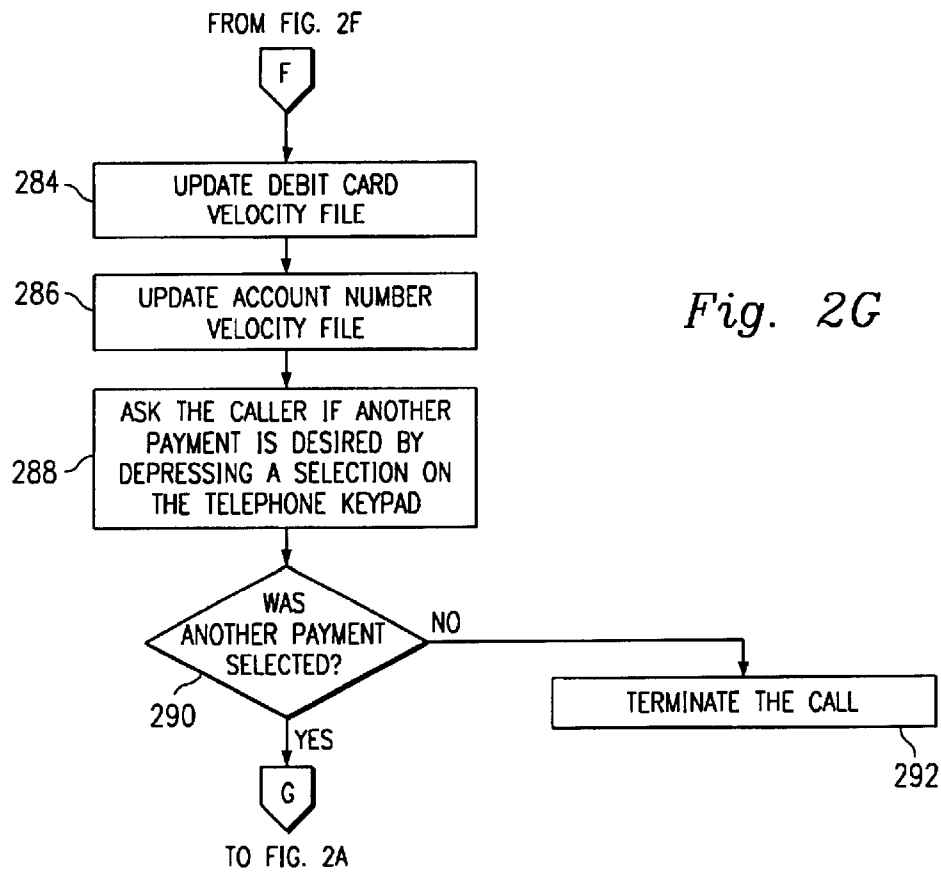 FROM FIG. 2F
F
284
UPDATE DEBIT CARD
VELOCITY FILE
286
UPDATE ACCOUNT NUMBER
VELOCITY FILE
Fig. 2G
288
ASK THE CALLER IF ANOTHER
PAYMENT IS DESIRED BY
DEPRESSING A SELECTION ON
THE TELEPHONE KEYPAD
WAS
ANOTHER PAYMENT
SELECTED?
NO
290
YES
TERMINATE THE CALL
292
G
TO FIG. 2A